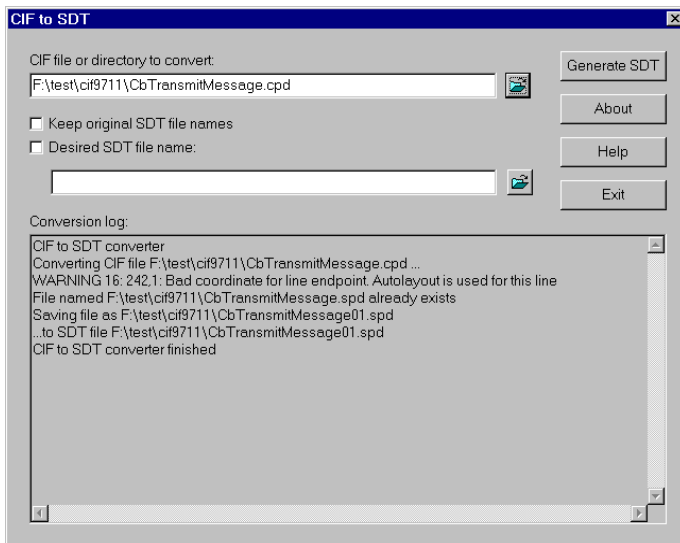 CIF to SDT
CIF file or directory to convert:
Generate SDT
F:\test\cif9711\CbTransmitMessage.cpd
About
Keep original SDT file names
Desired SDT file name:
Help
Exit
Conversion log:
CIF to SDT converter
Converting CIF file F:\test\cif9711\CbTransmitMessage.cpd ...
WARNING 16: 242,1: Bad coordinate for line endpoint. Autolayout is used for this line
File named F:\test\cif9711\CbTransmitMessage.spd already exists
Saving file as F:\test\cif9711\CbTransmitMessage01.spd
...to SDT file F:\test\cif9711\CbTransmitMessage01.spd
CIF to SDT converter finished